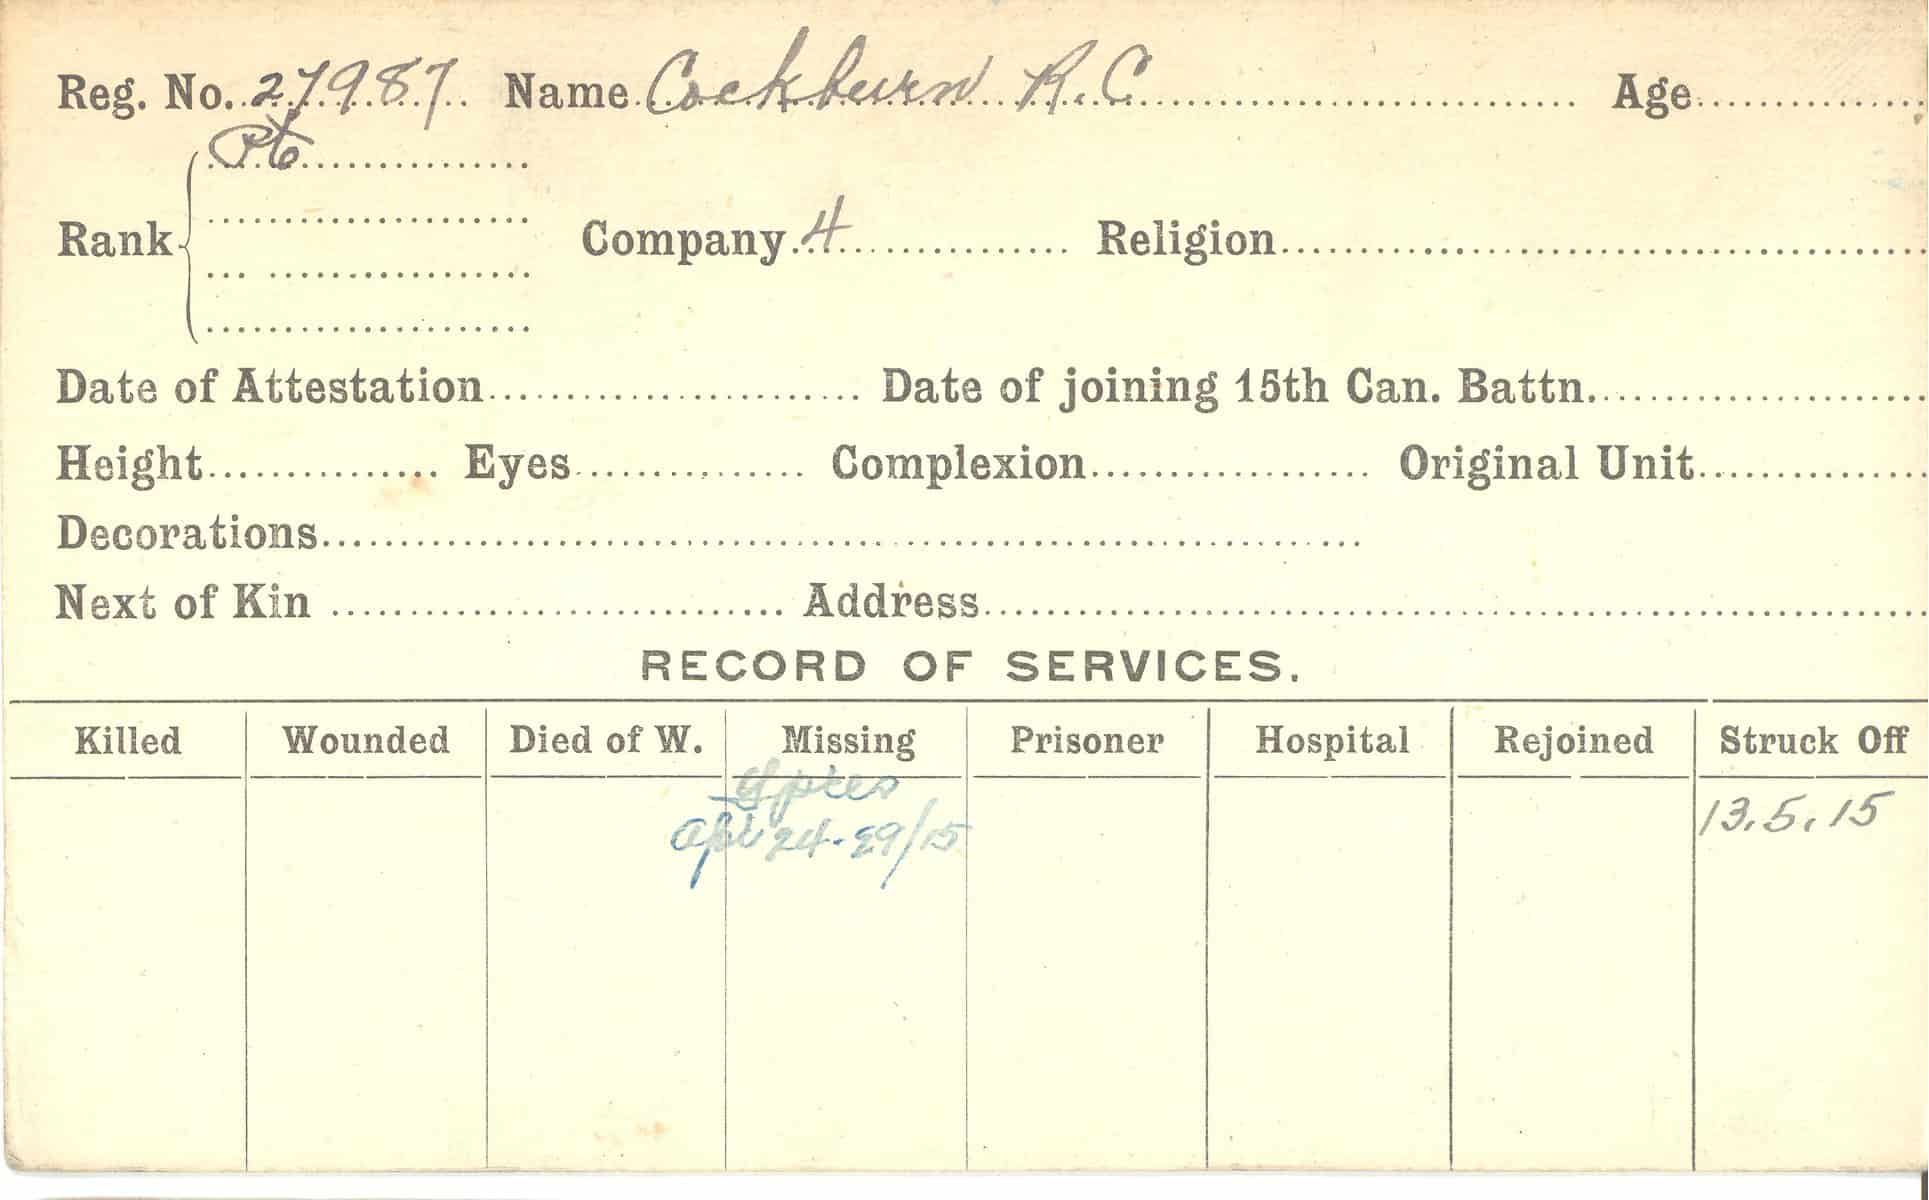 Reg. No. 27987 Name Cockburn R.C Age
Pte
Rank Company 4 Religion
Date of Attestation Date of joining 15th Can. Battn.
Height Eyes Complexion Original Unit
Decorations
Next of Kin Address
RECORD OF SERVICES.
Killed Wounded Died of W. Missing Prisoner Hospital Rejoined Struck Off
Ypres
Apl 24-29/15 13.5.15